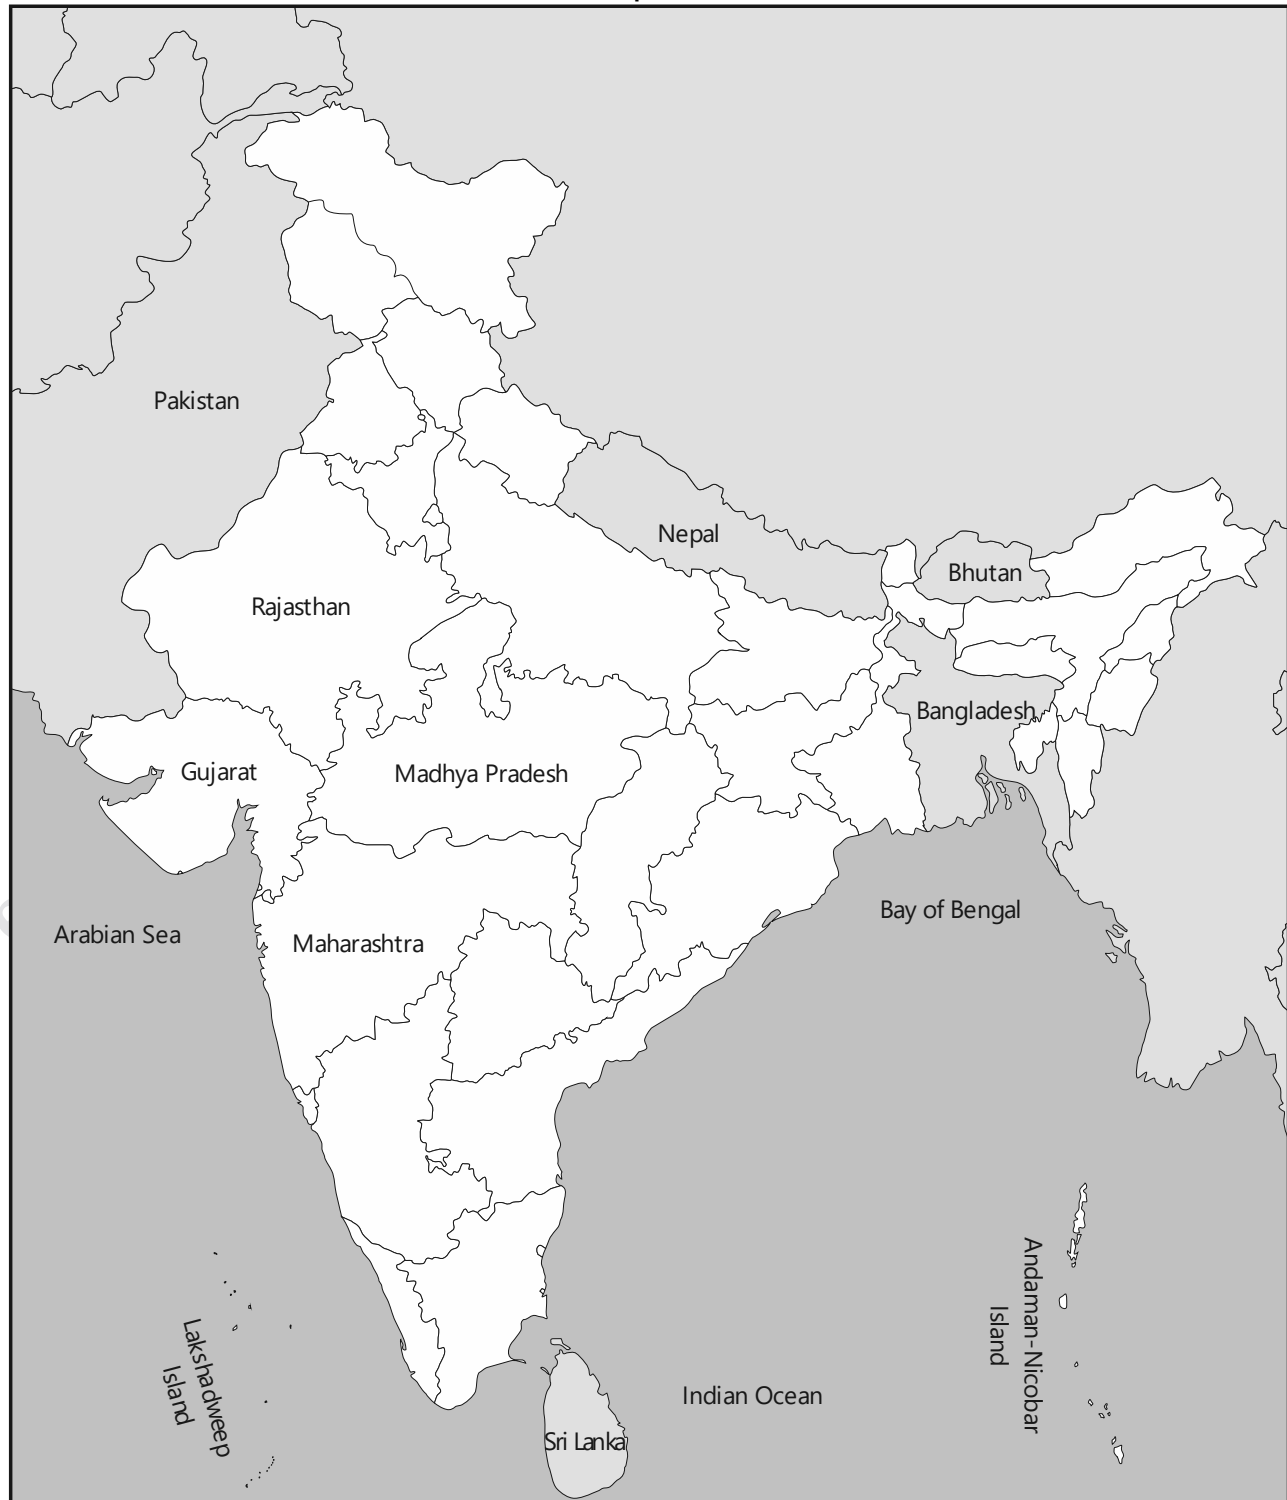 Pakistan
Nepal
Bhutan
Rajasthan
Bangladesh
Gujarat
Madhya Pradesh
Bay of Bengal
Arabian Sea
Maharashtra
Andaman-Nicobar
Island
Lakshadweep
Island
Indian Ocean
Sri Lanka